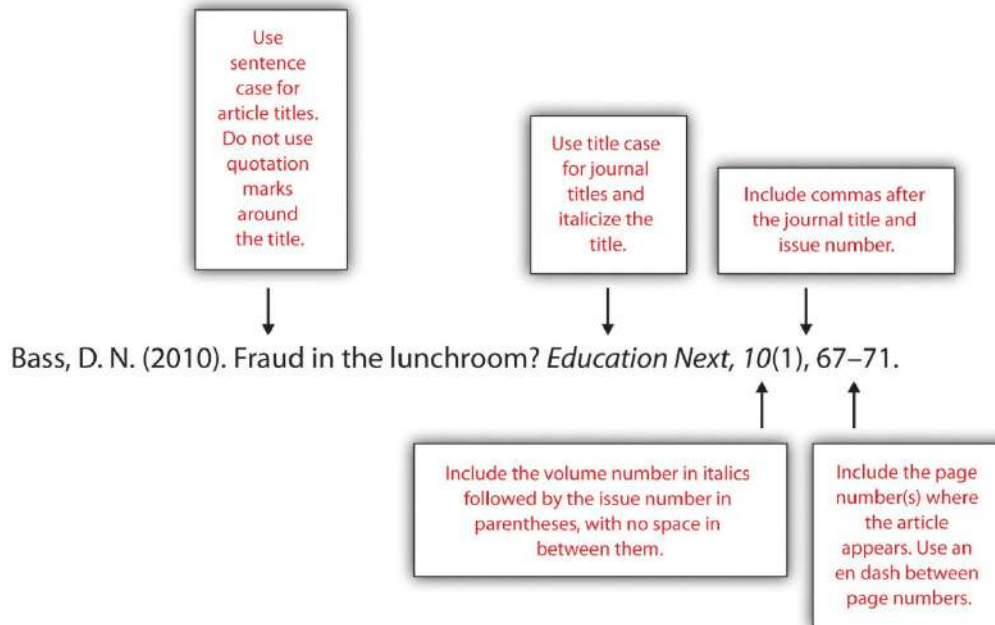 Use
sentence
case for
article titles.
Do not use
quotation
marks
around
the title.
Use title case
for journal
titles and
italicize the
title.
Include commas after
the journal title and
issue number.
Bass, D. N. (2010). Fraud in the lunchroom? Education Next, 10(1), 67–71.
Include the volume number in italics
followed by the issue number in
parentheses, with no space in
between them.
Include the page
number(s) where
the article
appears. Use an
en dash between
page numbers.